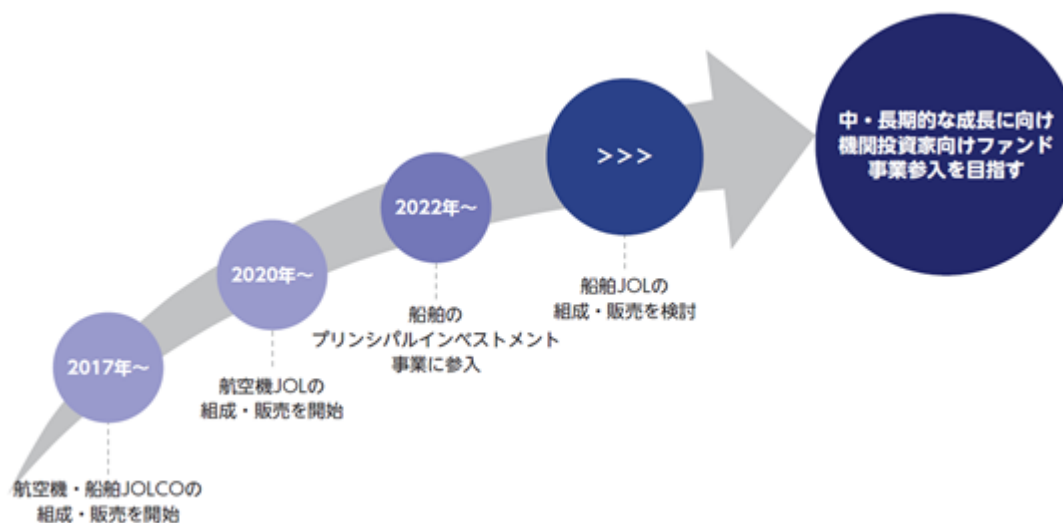 2017年～
航空機・船舶JOLCOの
組成・販売を開始
2020年～
航空機JOLの
組成・販売を開始
2022年～
船舶の
プリンシパルインベストメント
事業に参入
>>>
船舶JOLの
組成・販売を検討
中・長期的な成長に向け
機関投資家向けファンド
事業参入を目指す